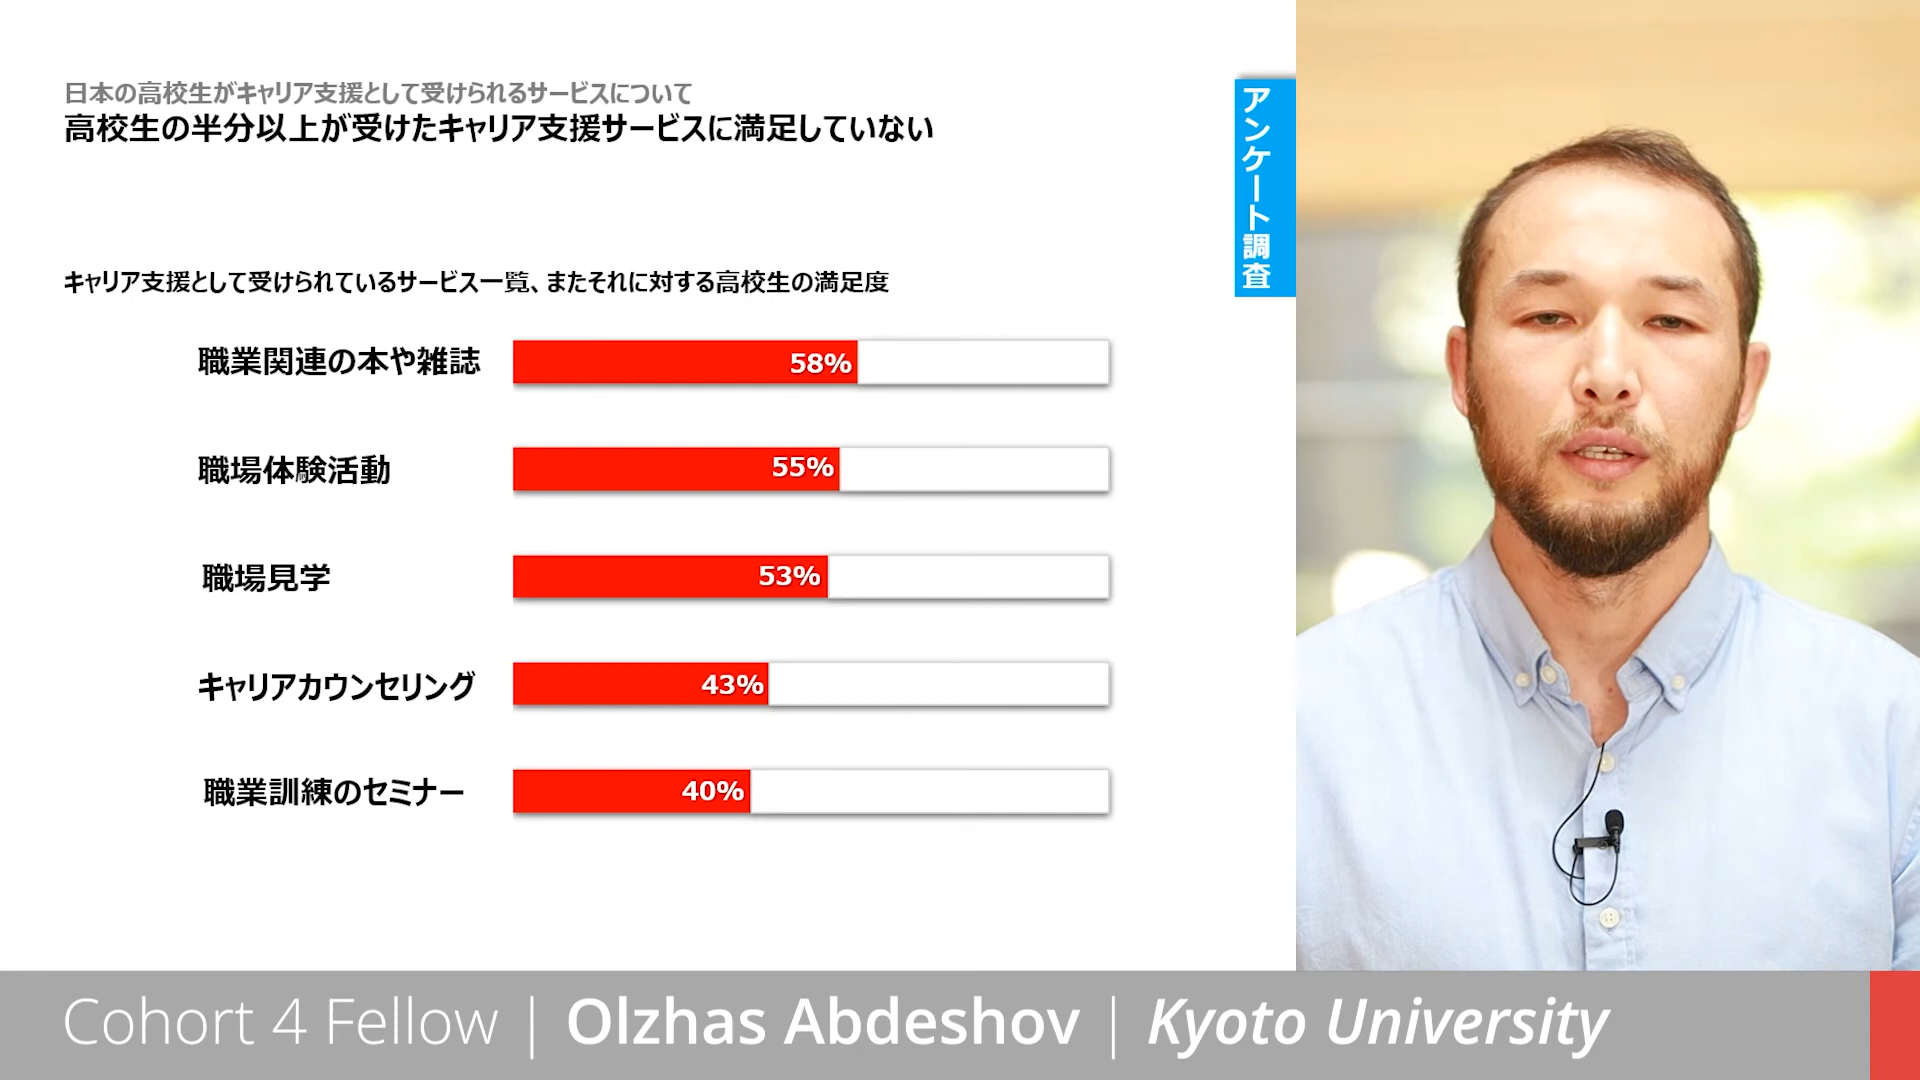 日本の高校生がキャリア支援として受けられるサービスについて
高校生の半分以上が受けたキャリア支援サービスに満足していない
アンケート調査
キャリア支援として受けられているサービス一覧、またそれに対する高校生の満足度
職業関連の本や雑誌 58%
職場体験活動 55%
職場見学 53%
キャリアカウンセリング 43%
職業訓練のセミナー 40%
Cohort 4 Fellow | Olzhas Abdeshov | Kyoto University